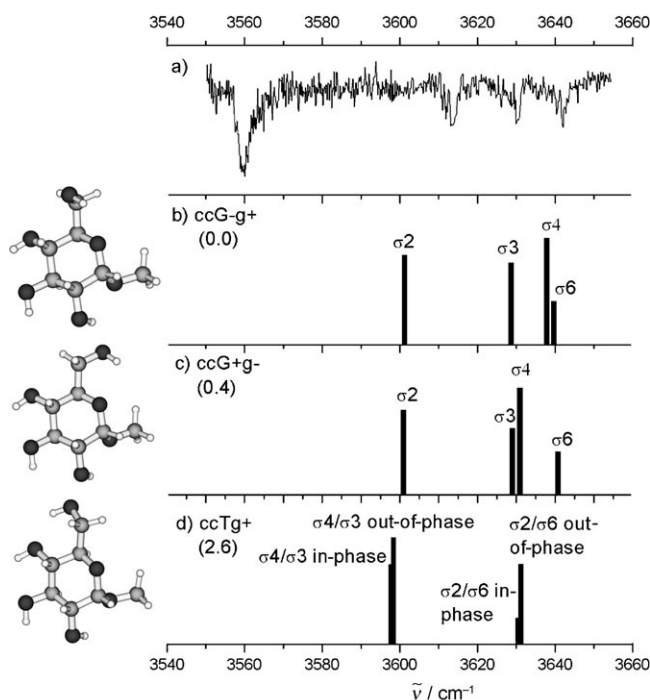 3540 3560 3580 3600 3620 3640 3660
a)
b) ccG-g+
(0.0)
σ2
σ3
σ4
σ6
c) ccG+g-
(0.4)
σ2
σ3
σ4
σ6
d) ccTg+
(2.6)
σ4/σ3 out-of-phase
σ4/σ3 in-phase
σ2/σ6 out-
of-phase
σ2/σ6 in-
phase
3540 3560 3580 3600 3620 3640 3660
ṽ / cm⁻¹